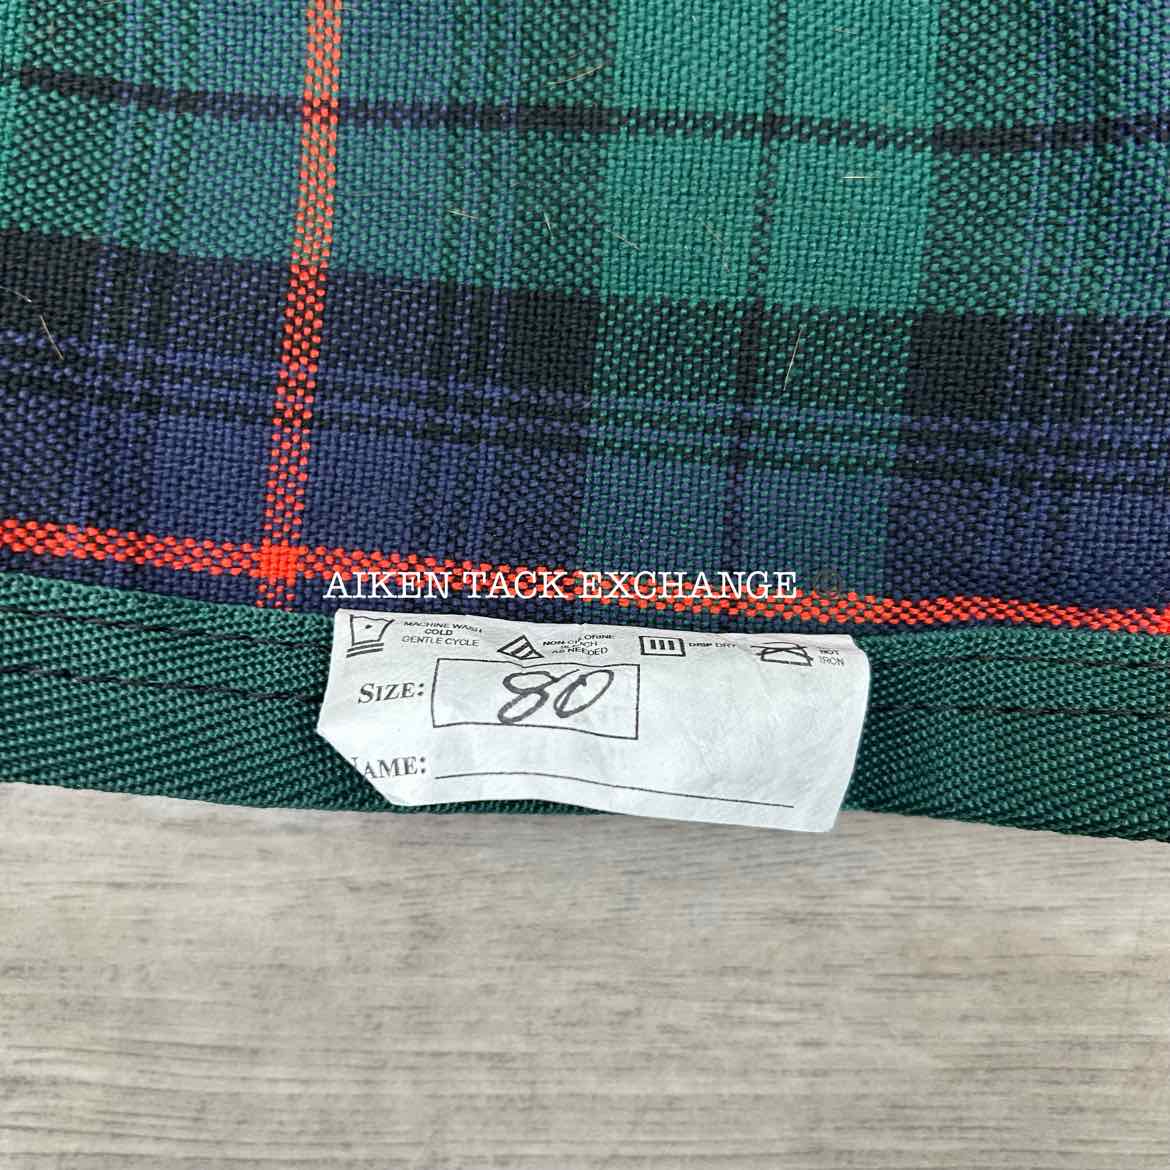 AIKEN TACK EXCHANGE
MACHINE WASH
COLD
GENTLE CYCLE
NON-CHLORINE
BLEACH
AS NEEDED
DRIP DRY
NOT
IRON
SIZE: 80
NAME: